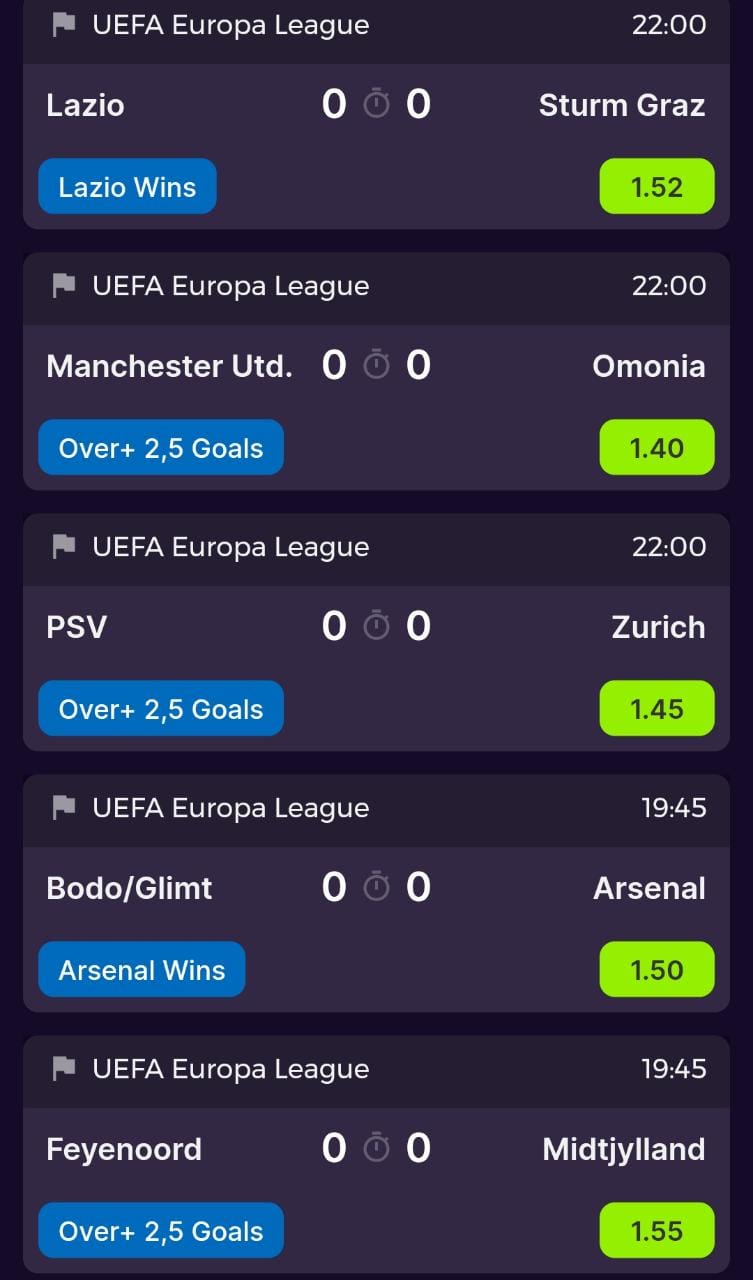 UEFA Europa League 22:00
Lazio 0 0 Sturm Graz
Lazio Wins 1.52
UEFA Europa League 22:00
Manchester Utd. 0 0 Omonia
Over+ 2,5 Goals 1.40
UEFA Europa League 22:00
PSV 0 0 Zurich
Over+ 2,5 Goals 1.45
UEFA Europa League 19:45
Bodo/Glimt 0 0 Arsenal
Arsenal Wins 1.50
UEFA Europa League 19:45
Feyenoord 0 0 Midtjylland
Over+ 2,5 Goals 1.55